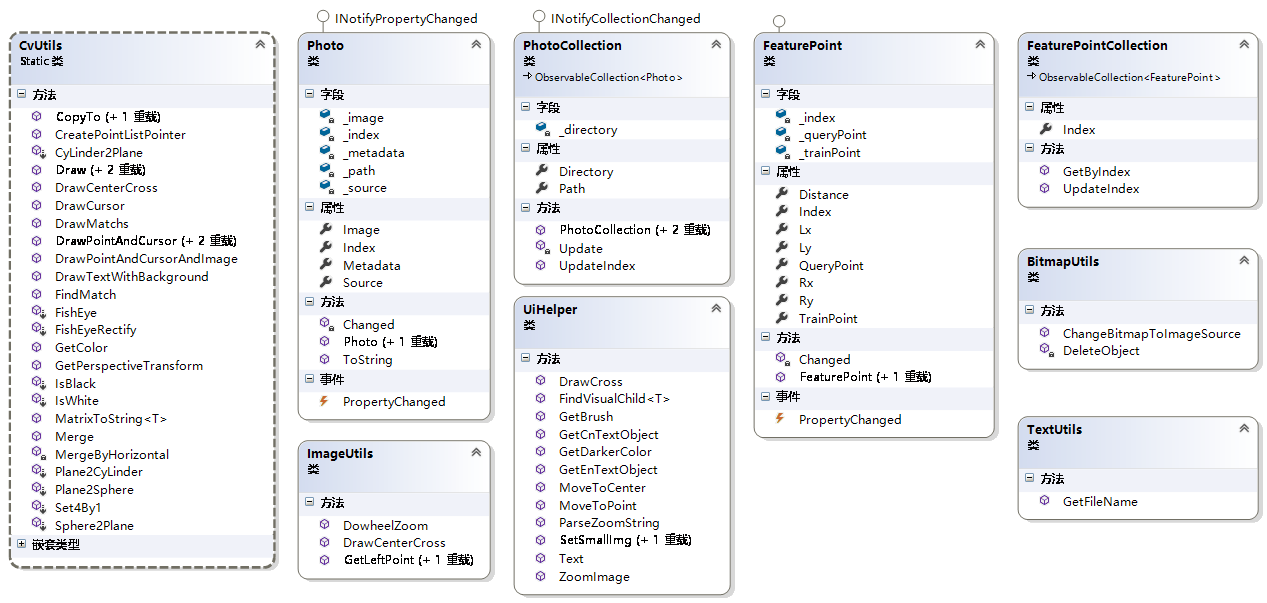 CvUtils
Static 类
方法
CopyTo (+ 1 重载)
CreatePointListPointer
CyLinder2Plane
Draw (+ 2 重载)
DrawCenterCross
DrawCursor
DrawMatchs
DrawPointAndCursor (+ 2 重载)
DrawPointAndCursorAndImage
DrawTextWithBackground
FindMatch
FishEye
FishEyeRectify
GetColor
GetPerspectiveTransform
IsBlack
IsWhite
MatrixToString<T>
Merge
MergeByHorizontal
Plane2CyLinder
Plane2Sphere
Set4By1
Sphere2Plane
嵌套类型
INotifyPropertyChanged
Photo
类
字段
_image
_index
_metadata
_path
_source
属性
Image
Index
Metadata
Source
方法
Changed
Photo (+ 1 重载)
ToString
事件
PropertyChanged
ImageUtils
类
方法
DowheelZoom
DrawCenterCross
GetLeftPoint (+ 1 重载)
INotifyCollectionChanged
PhotoCollection
类
ObservableCollection<Photo>
字段
_directory
属性
Directory
Path
方法
PhotoCollection (+ 2 重载)
Update
UpdateIndex
UiHelper
类
方法
DrawCross
FindVisualChild<T>
GetBrush
GetCnTextObject
GetDarkerColor
GetEnTextObject
MoveToCenter
MoveToPoint
ParseZoomString
SetSmallImg (+ 1 重载)
Text
ZoomImage
FeaturePoint
类
字段
_index
_queryPoint
_trainPoint
属性
Distance
Index
Lx
Ly
QueryPoint
Rx
Ry
TrainPoint
方法
Changed
FeaturePoint (+ 1 重载)
事件
PropertyChanged
FeaturePointCollection
类
ObservableCollection<FeaturePoint>
属性
Index
方法
GetByIndex
UpdateIndex
BitmapUtils
类
方法
ChangeBitmapToImageSource
DeleteObject
TextUtils
类
方法
GetFileName